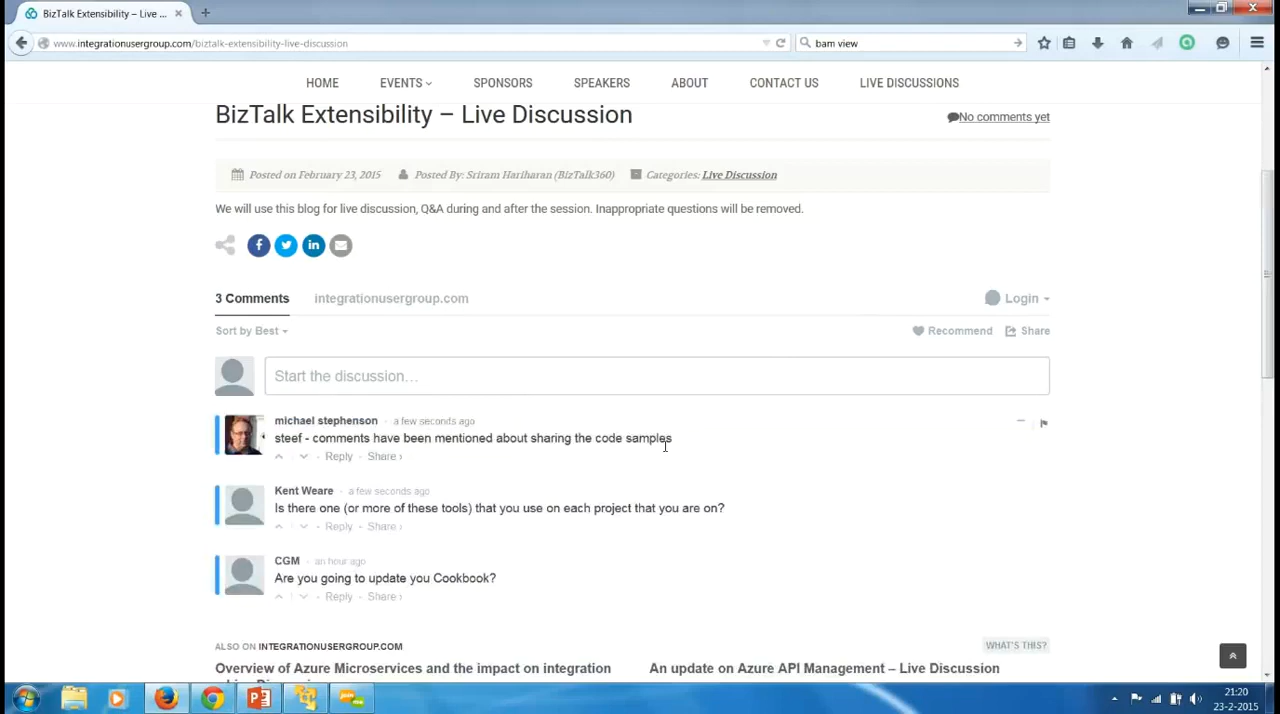 BizTalk Extensibility – Live ...
www.integrationusergroup.com/biztalk-extensibility-live-discussion
bam view
HOME
EVENTS
SPONSORS
SPEAKERS
ABOUT
CONTACT US
LIVE DISCUSSIONS
BizTalk Extensibility – Live Discussion
No comments yet
Posted on February 23, 2015
Posted By: Sriram Hariharan (BizTalk360)
Categories: Live Discussion
We will use this blog for live discussion, Q&A during and after the session. Inappropriate questions will be removed.
3 Comments
integrationusergroup.com
Login
Sort by Best
Recommend
Share
Start the discussion…
michael stephenson · a few seconds ago
steef - comments have been mentioned about sharing the code samples
Reply · Share ›
Kent Weare · a few seconds ago
Is there one (or more of these tools) that you use on each project that you are on?
Reply · Share ›
CGM · an hour ago
Are you going to update you Cookbook?
Reply · Share ›
ALSO ON INTEGRATIONUSERGROUP.COM
WHAT'S THIS?
Overview of Azure Microservices and the impact on integration
An update on Azure API Management – Live Discussion
21:20
23-2-2015